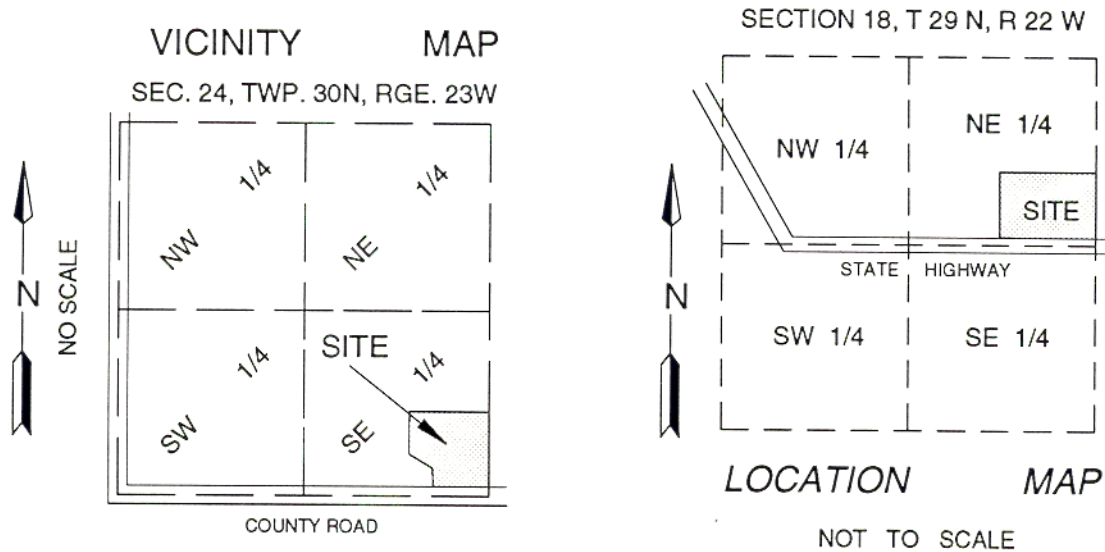 VICINITY MAP
SEC. 24, TWP. 30N, RGE. 23W
NW 1/4
NE 1/4
SW 1/4
SE 1/4
SITE
N
NO SCALE
COUNTY ROAD
SECTION 18, T 29 N, R 22 W
NW 1/4
NE 1/4
SITE
STATE HIGHWAY
N
SW 1/4
SE 1/4
LOCATION MAP
NOT TO SCALE